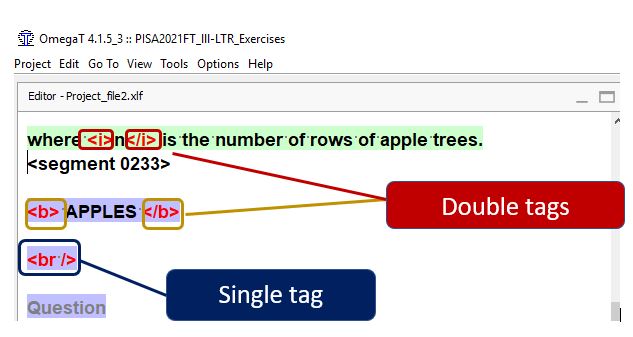 OmegaT 4.1.5_3 :: PISA2021FT_III-LTR_Exercises
Project Edit Go To View Tools Options Help
Editor - Project_file2.xlf
where <i>n</i> is the number of rows of apple trees.
<segment 0233>
<b> APPLES </b>
Double tags
<br />
Single tag
Question